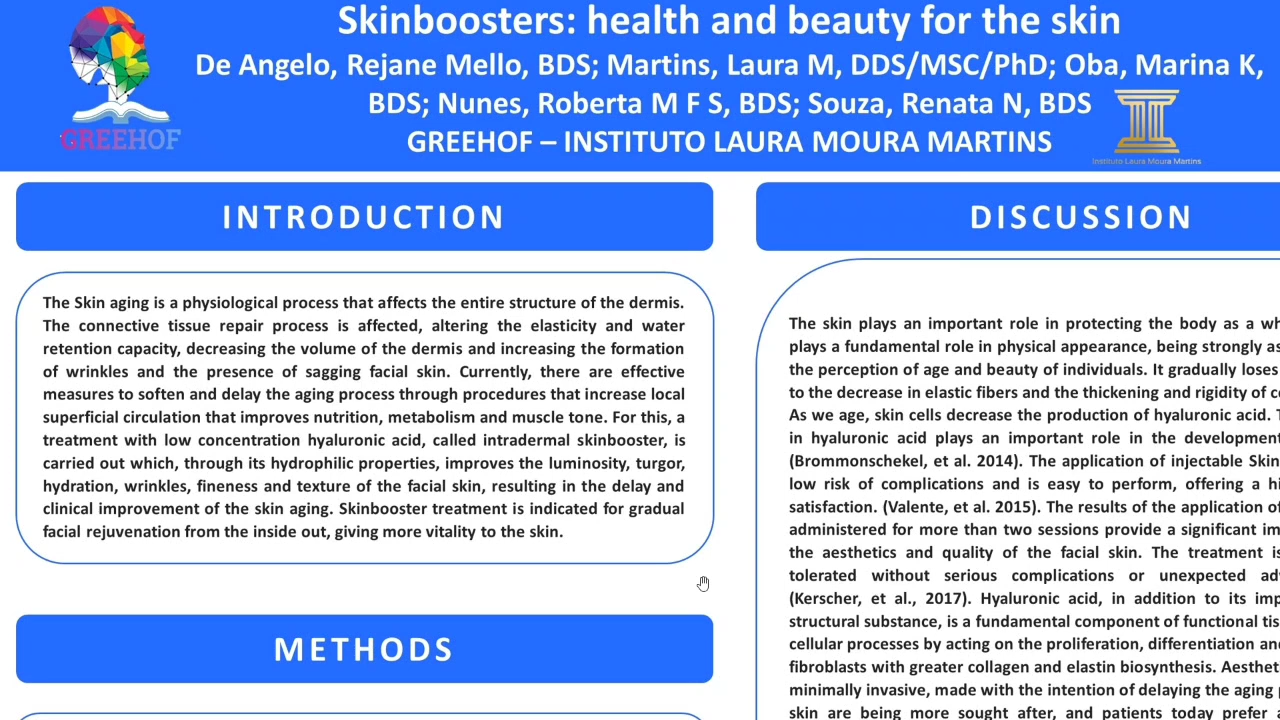 Skinboosters: health and beauty for the skin
De Angelo, Rejane Mello, BDS; Martins, Laura M, DDS/MSC/PhD; Oba, Marina K,
BDS; Nunes, Roberta M F S, BDS; Souza, Renata N, BDS
GREEHOF – INSTITUTO LAURA MOURA MARTINS
GREEHOF
Instituto Laura Moura Martins
INTRODUCTION
The Skin aging is a physiological process that affects the entire structure of the dermis.
The connective tissue repair process is affected, altering the elasticity and water
retention capacity, decreasing the volume of the dermis and increasing the formation
of wrinkles and the presence of sagging facial skin. Currently, there are effective
measures to soften and delay the aging process through procedures that increase local
superficial circulation that improves nutrition, metabolism and muscle tone. For this, a
treatment with low concentration hyaluronic acid, called intradermal skinbooster, is
carried out which, through its hydrophilic properties, improves the luminosity, turgor,
hydration, wrinkles, fineness and texture of the facial skin, resulting in the delay and
clinical improvement of the skin aging. Skinbooster treatment is indicated for gradual
facial rejuvenation from the inside out, giving more vitality to the skin.
METHODS
DISCUSSION
The skin plays an important role in protecting the body as a
plays a fundamental role in physical appearance, being strongly
the perception of age and beauty of individuals. It gradually loses
to the decrease in elastic fibers and the thickening and rigidity of
As we age, skin cells decrease the production of hyaluronic acid.
in hyaluronic acid plays an important role in the development
(Brommonschekel, et al. 2014). The application of injectable
low risk of complications and is easy to perform, offering a
satisfaction. (Valente, et al. 2015). The results of the application of
administered for more than two sessions provide a significant
the aesthetics and quality of the facial skin. The treatment
tolerated without serious complications or unexpected
(Kerscher, et al., 2017). Hyaluronic acid, in addition to its
structural substance, is a fundamental component of functional
cellular processes by acting on the proliferation, differentiation
fibroblasts with greater collagen and elastin biosynthesis.
minimally invasive, made with the intention of delaying the aging
skin are being more sought after, and patients today prefer